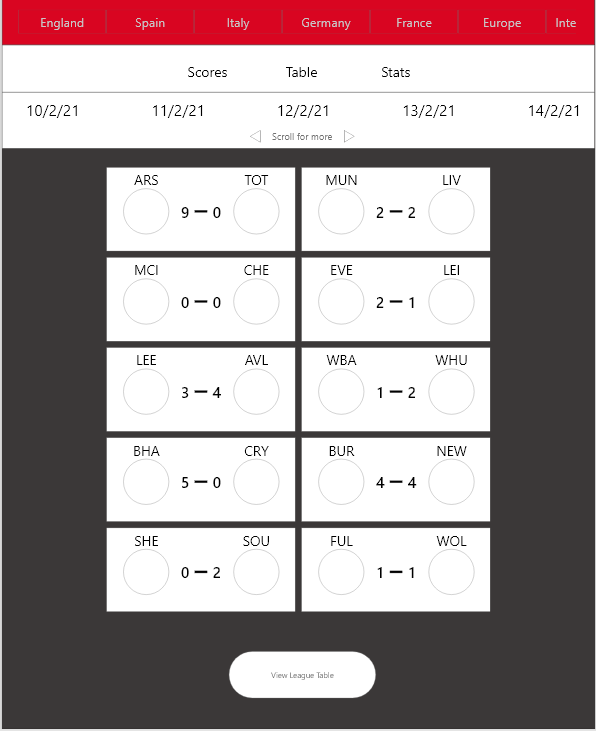 England Spain Italy Germany France Europe Inte
Scores Table Stats
10/2/21 11/2/21 12/2/21 13/2/21 14/2/21
Scroll for more
ARS TOT MUN LIV
9 – 0 2 – 2
MCI CHE EVE LEI
0 – 0 2 – 1
LEE AVL WBA WHU
3 – 4 1 – 2
BHA CRY BUR NEW
5 – 0 4 – 4
SHE SOU FUL WOL
0 – 2 1 – 1
View League Table